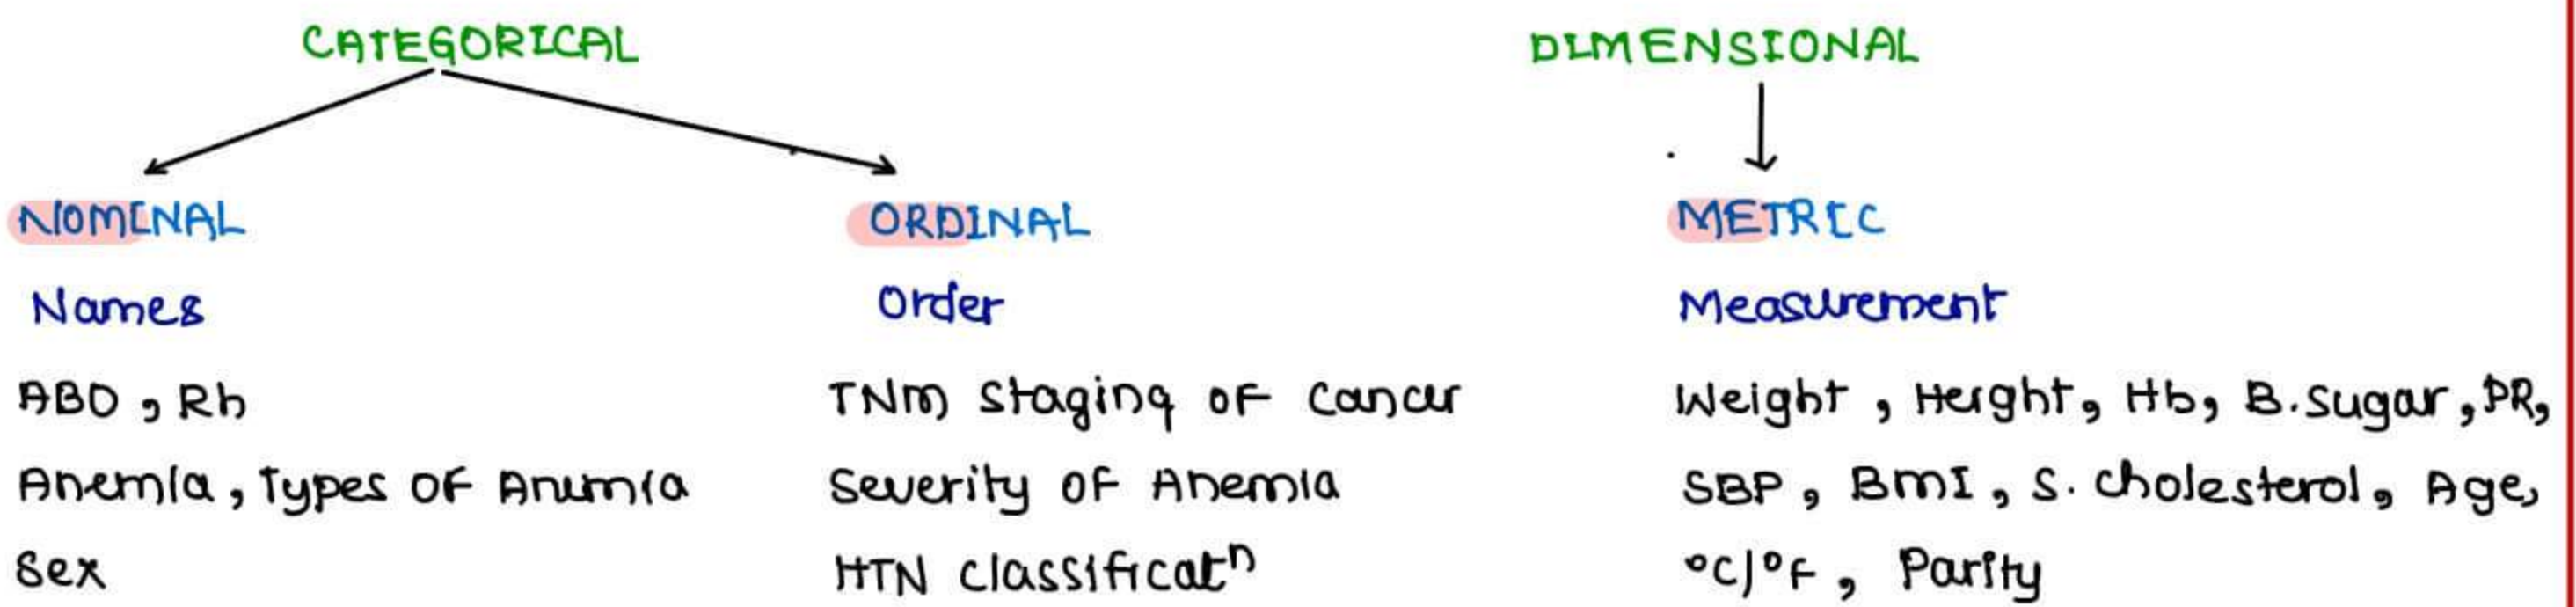 CATEGORICAL
DIMENSIONAL
NOMINAL
Names
ABO, Rh
Anemia, Types of Anemia
Sex
ORDINAL
Order
TNM staging of cancer
Severity of Anemia
HTN classificatⁿ
METRIC
Measurement
Weight, Height, Hb, B.sugar, PR,
SBP, BMI, S. cholesterol, Age,
°C/°F, Parity